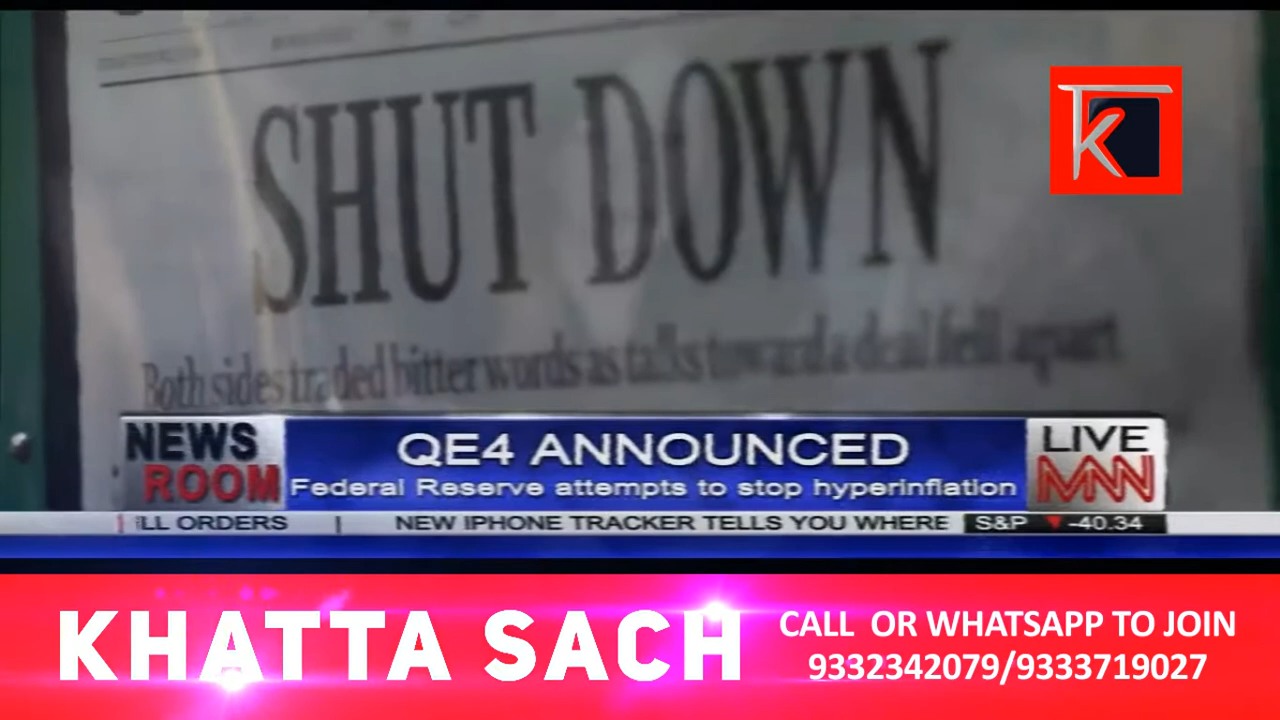 SHUT DOWN
Both sides traded bitter words as talks toward a deal fell apart
K
NEWS
ROOM
QE4 ANNOUNCED
Federal Reserve attempts to stop hyperinflation
LIVE
MNN
LL ORDERS | NEW IPHONE TRACKER TELLS YOU WHERE
S&P ▼ -40.34
KHATTA SACH
CALL OR WHATSAPP TO JOIN
9332342079/9333719027